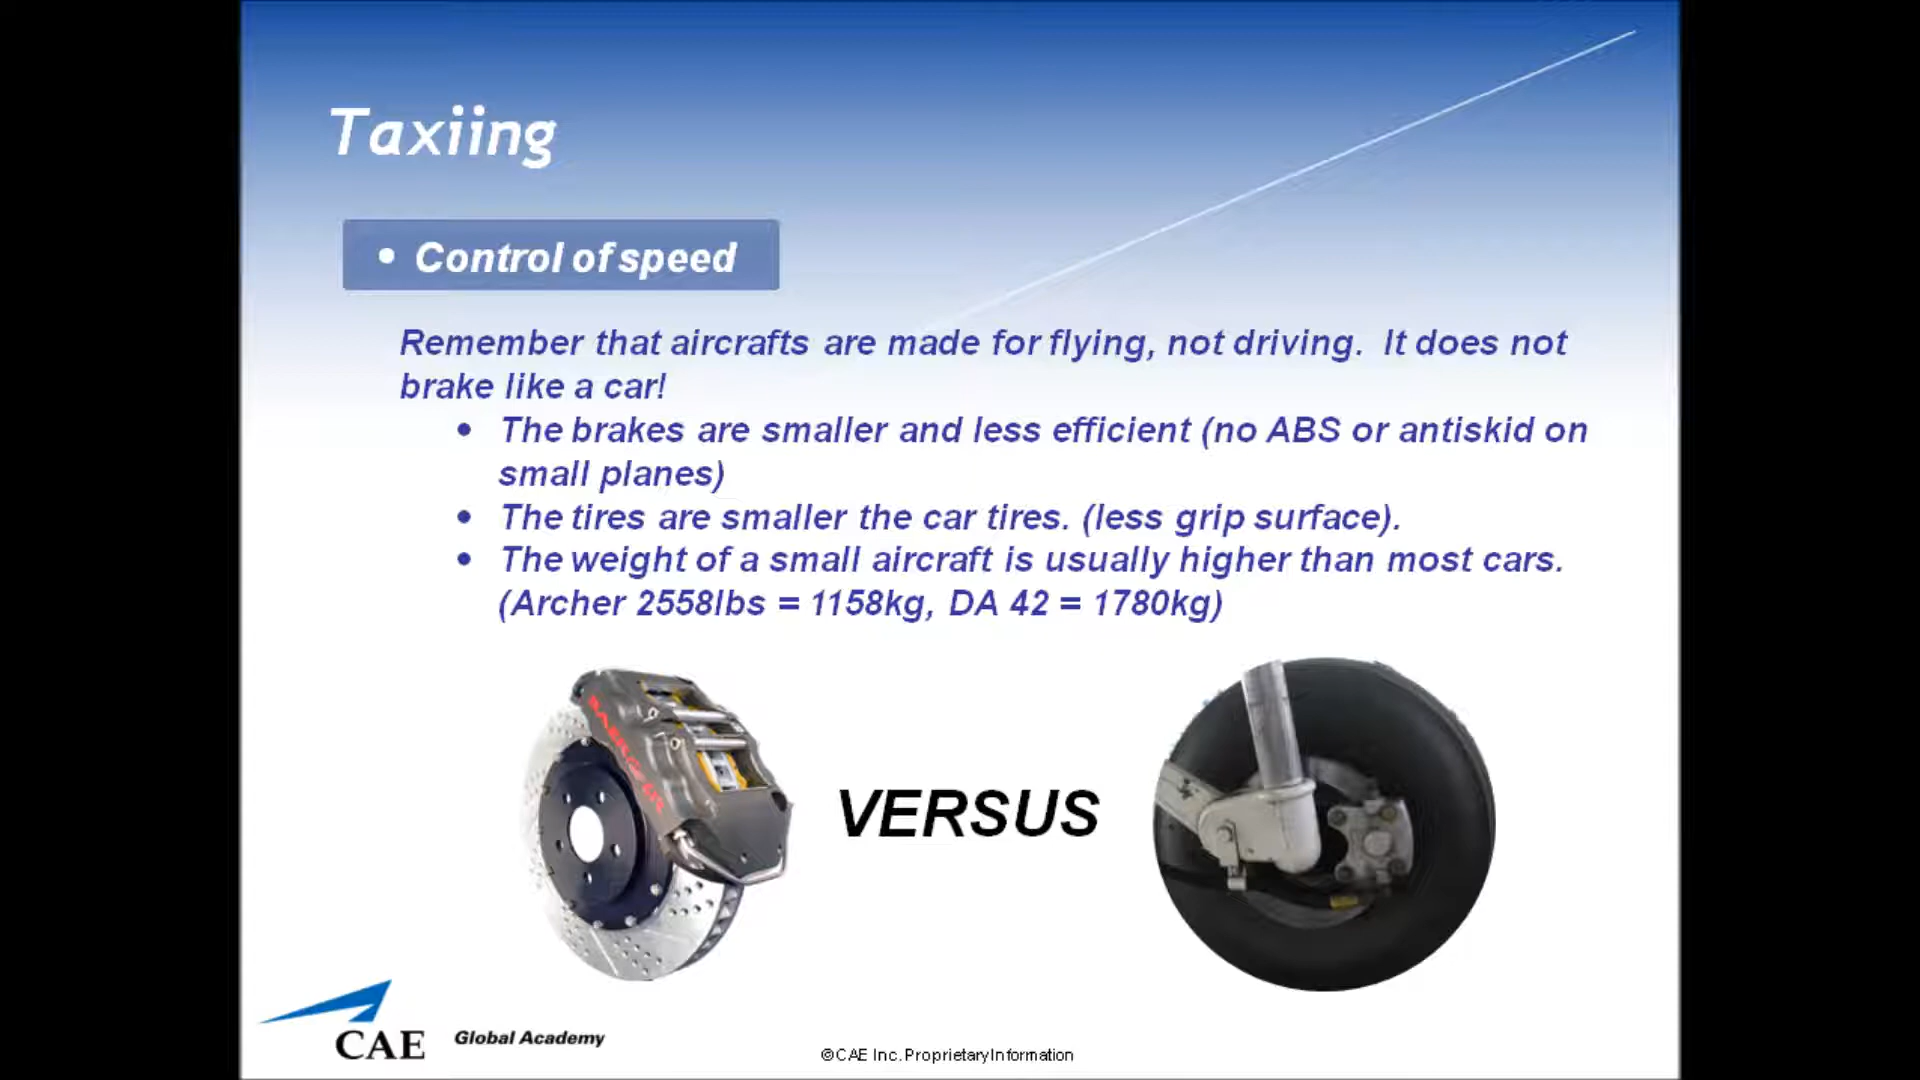 Taxiing
• Control of speed
Remember that aircrafts are made for flying, not driving. It does not
brake like a car!
• The brakes are smaller and less efficient (no ABS or antiskid on
small planes)
• The tires are smaller the car tires. (less grip surface).
• The weight of a small aircraft is usually higher than most cars.
(Archer 2558lbs = 1158kg, DA 42 = 1780kg)
VERSUS
CAE Global Academy
©CAE Inc. Proprietary Information